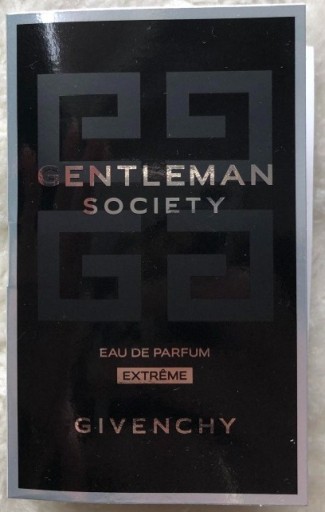 GENTLEMAN
SOCIETY
EAU DE PARFUM
EXTRÊME
GIVENCHY